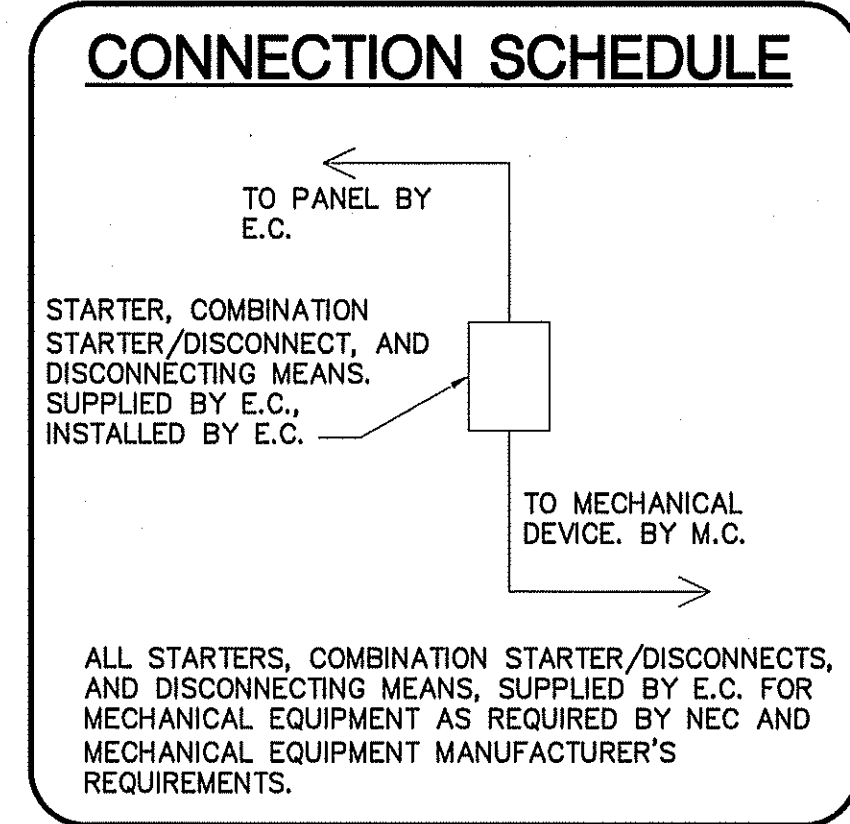 CONNECTION SCHEDULE
TO PANEL BY
E.C.
STARTER, COMBINATION
STARTER/DISCONNECT, AND
DISCONNECTING MEANS.
SUPPLIED BY E.C.,
INSTALLED BY E.C.
TO MECHANICAL
DEVICE. BY M.C.
ALL STARTERS, COMBINATION STARTER/DISCONNECTS,
AND DISCONNECTING MEANS, SUPPLIED BY E.C. FOR
MECHANICAL EQUIPMENT AS REQUIRED BY NEC AND
MECHANICAL EQUIPMENT MANUFACTURER'S
REQUIREMENTS.